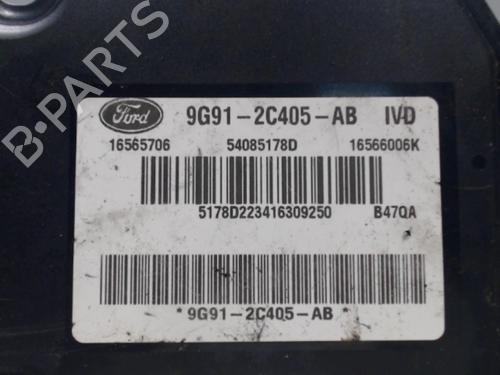 B-PARTS
Ford 9G91-2C405-AB IVD
16565706 54085178D 16566006K
5178D223416309250 B47QA
*9G91-2C405-AB*